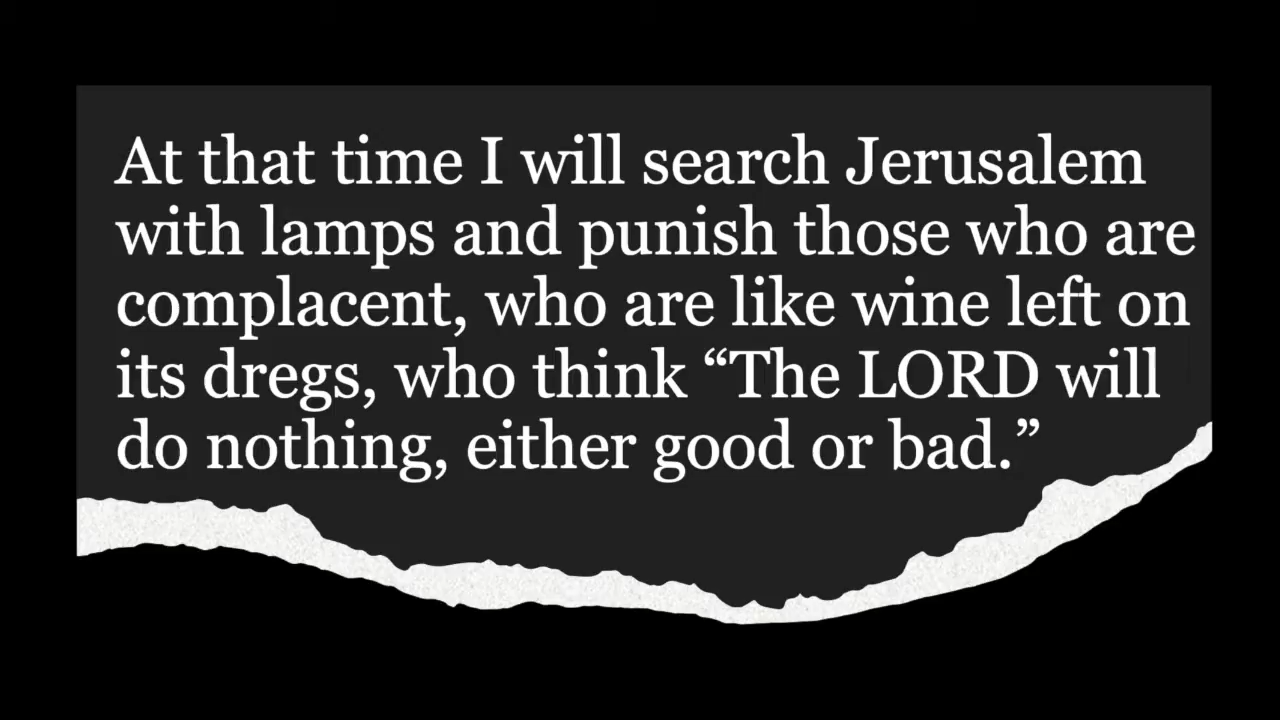 At that time I will search Jerusalem
with lamps and punish those who are
complacent, who are like wine left on
its dregs, who think “The LORD will
do nothing, either good or bad.”